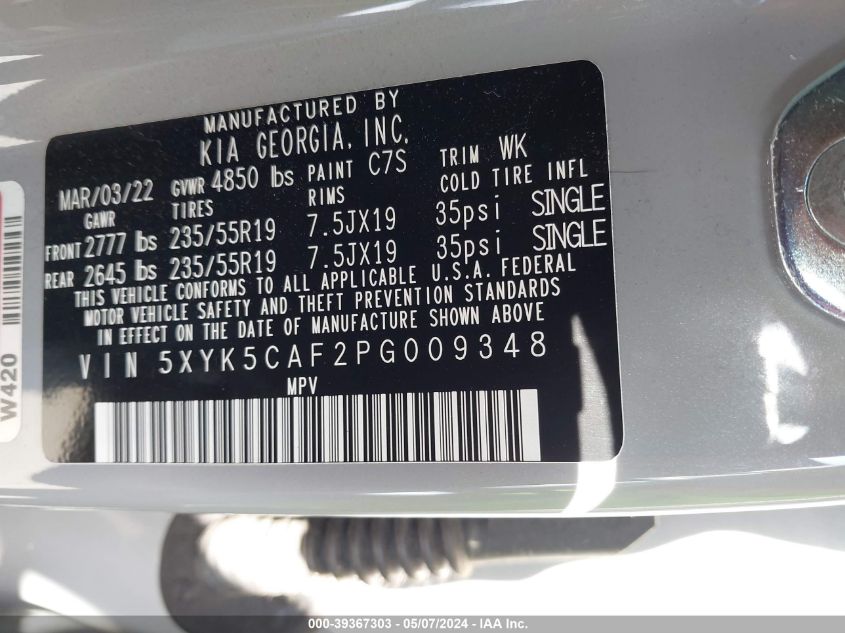 MANUFACTURED BY
KIA GEORGIA, INC.
MAR/03/22 GVWR 4850 lbs PAINT C7S TRIM WK
GAWR TIRES RIMS COLD TIRE INFL
FRONT 2777 lbs 235/55R19 7.5JX19 35psi SINGLE
REAR 2645 lbs 235/55R19 7.5JX19 35psi SINGLE
THIS VEHICLE CONFORMS TO ALL APPLICABLE U.S.A. FEDERAL
MOTOR VEHICLE SAFETY AND THEFT PREVENTION STANDARDS
IN EFFECT ON THE DATE OF MANUFACTURE SHOWN ABOVE
VIN 5XYK5CAF2PG009348
MPV
W420
000-39367303 - 05/07/2024 - IAA Inc.